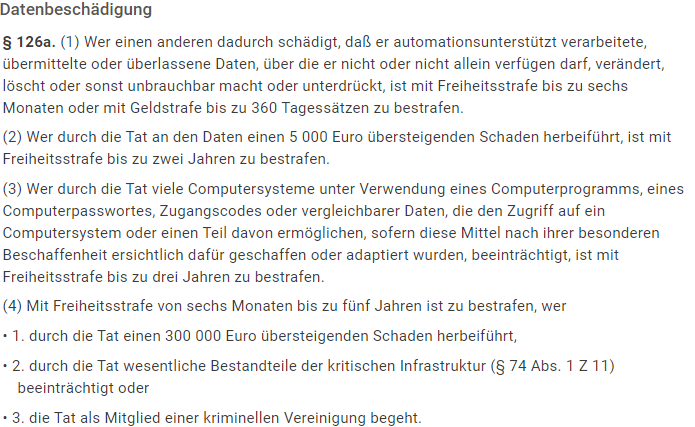 Datenbeschädigung
§ 126a. (1) Wer einen anderen dadurch schädigt, daß er automationsunterstützt verarbeitete,
übermittelte oder überlassene Daten, über die er nicht oder nicht allein verfügen darf, verändert,
löscht oder sonst unbrauchbar macht oder unterdrückt, ist mit Freiheitsstrafe bis zu sechs
Monaten oder mit Geldstrafe bis zu 360 Tagessätzen zu bestrafen.
(2) Wer durch die Tat an den Daten einen 5 000 Euro übersteigenden Schaden herbeiführt, ist mit
Freiheitsstrafe bis zu zwei Jahren zu bestrafen.
(3) Wer durch die Tat viele Computersysteme unter Verwendung eines Computerprogramms, eines
Computerpasswortes, Zugangscodes oder vergleichbarer Daten, die den Zugriff auf ein
Computersystem oder einen Teil davon ermöglichen, sofern diese Mittel nach ihrer besonderen
Beschaffenheit ersichtlich dafür geschaffen oder adaptiert wurden, beeinträchtigt, ist mit
Freiheitsstrafe bis zu drei Jahren zu bestrafen.
(4) Mit Freiheitsstrafe von sechs Monaten bis zu fünf Jahren ist zu bestrafen, wer
• 1. durch die Tat einen 300 000 Euro übersteigenden Schaden herbeiführt,
• 2. durch die Tat wesentliche Bestandteile der kritischen Infrastruktur (§ 74 Abs. 1 Z 11)
beeinträchtigt oder
• 3. die Tat als Mitglied einer kriminellen Vereinigung begeht.